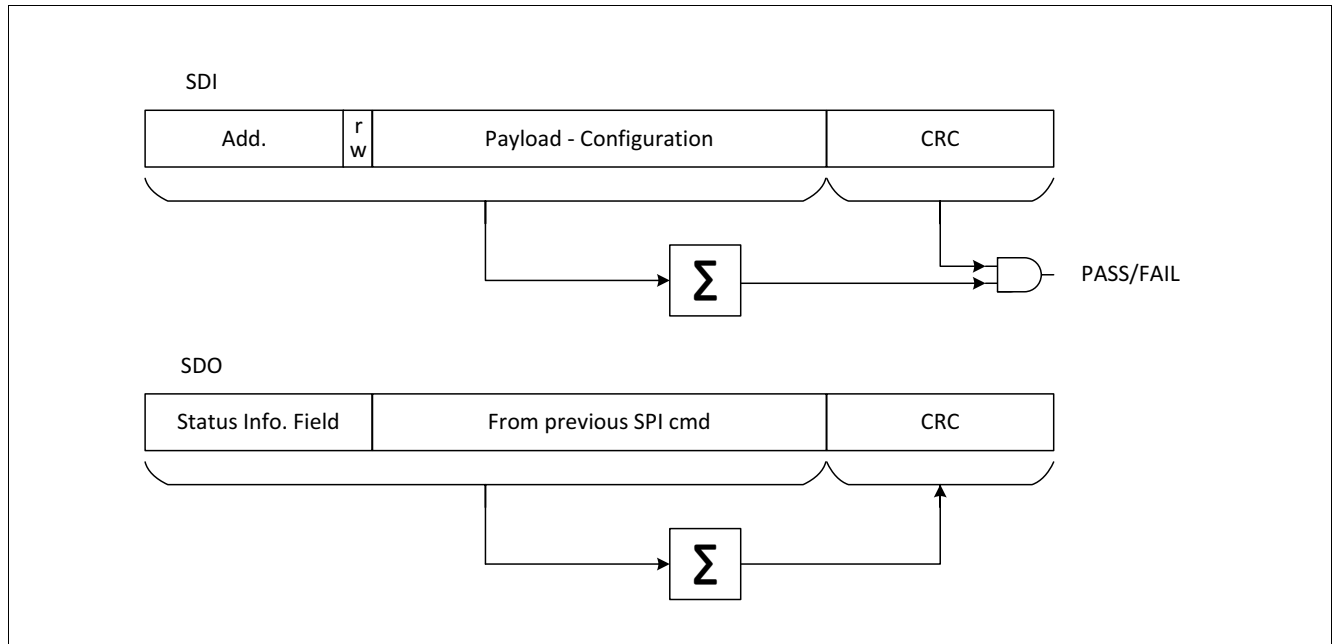 SDI
Add.
r
w
Payload - Configuration
CRC
Σ
PASS/FAIL
SDO
Status Info. Field
From previous SPI cmd
CRC
Σ